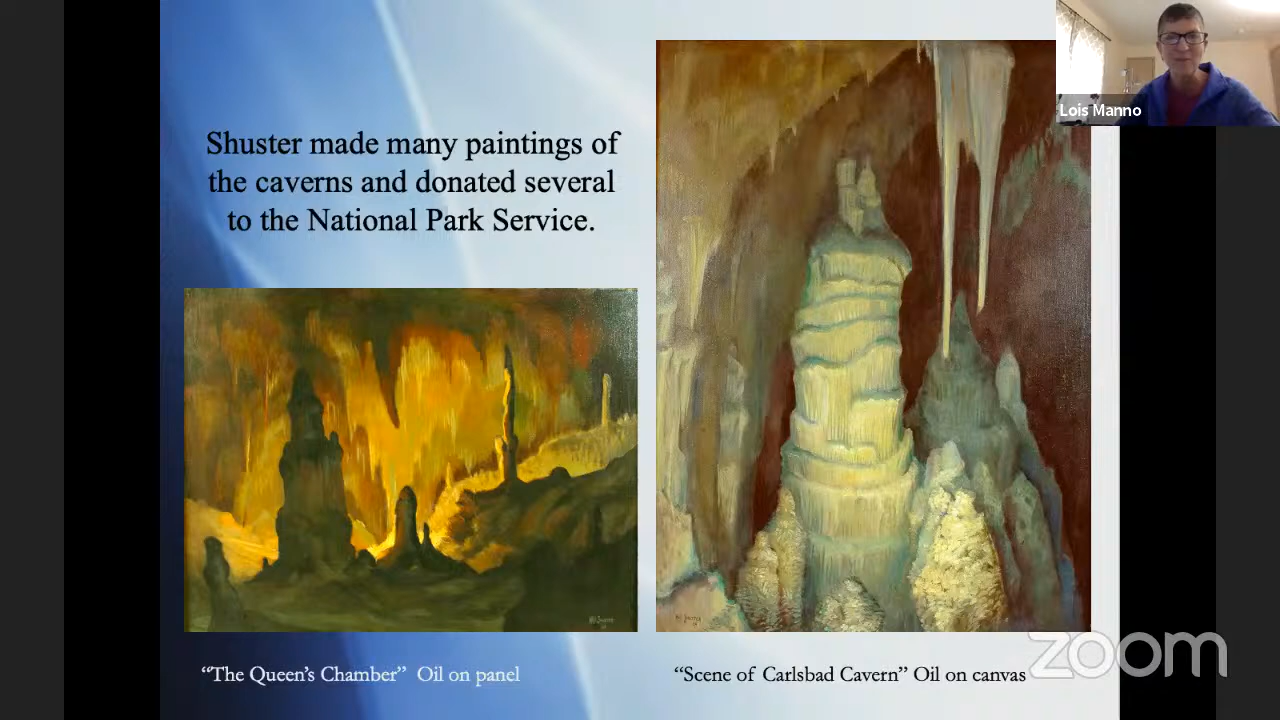 Shuster made many paintings of
the caverns and donated several
to the National Park Service.
Lois Manno
“The Queen’s Chamber” Oil on panel
“Scene of Carlsbad Cavern” Oil on canvas
zoom